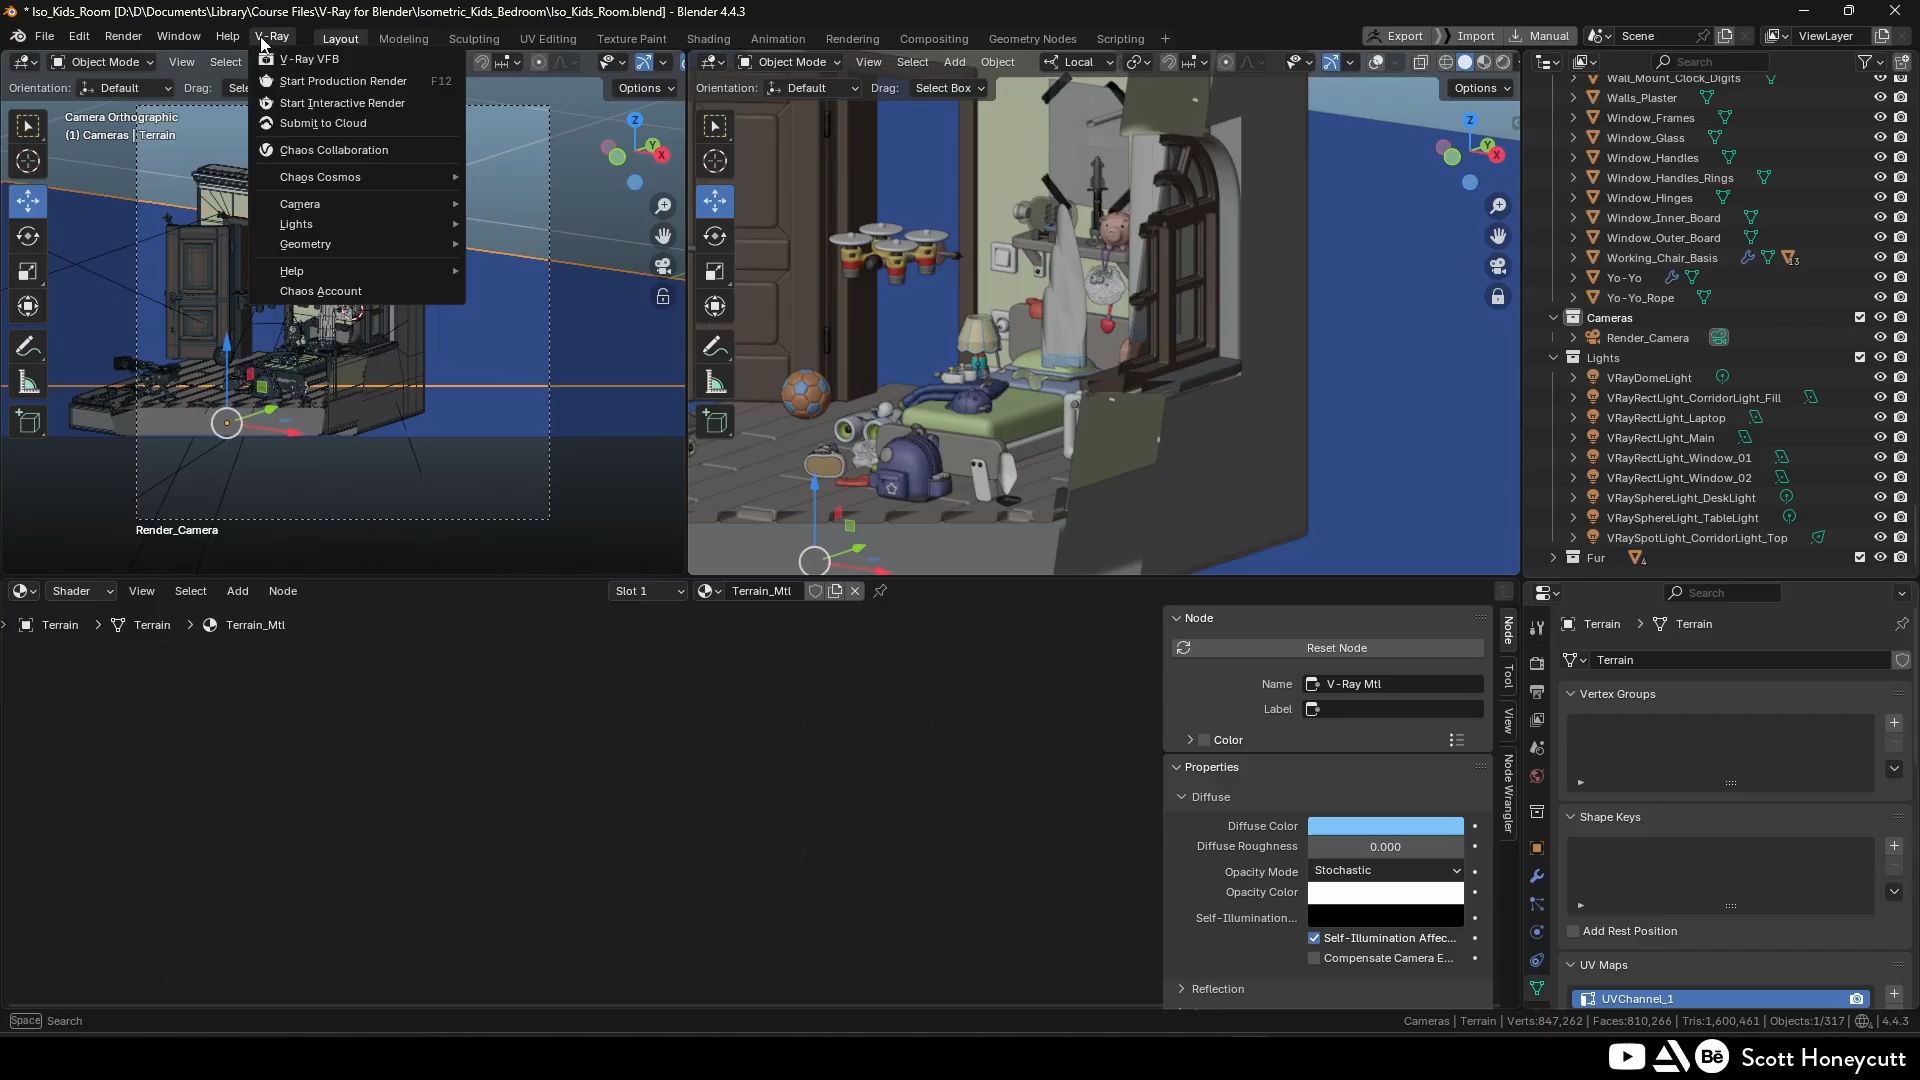 * Iso_Kids_Room [D:\D\Documents\Library\Course Files\V-Ray for Blender\Isometric_Kids_Bedroom\Iso_Kids_Room.blend] - Blender 4.4.3
File Edit Render Window Help V-Ray Layout Modeling Sculpting UV Editing Texture Paint Shading Animation Rendering Compositing Geometry Nodes Scripting + Export Import Manual Scene ViewLayer
Object Mode View Select
Orientation: Default Drag: Sele Options
Camera Orthographic
(1) Cameras | Terrain
V-Ray VFB
Start Production Render F12
Start Interactive Render
Submit to Cloud
Chaos Collaboration
Chaos Cosmos
Camera
Lights
Geometry
Help
Chaos Account
Z
Y
X
Render_Camera
Object Mode View Select Add Object Local
Orientation: Default Drag: Select Box Options
Z
Y
X
Search
Wall_Mount_Clock_Digits
Walls_Plaster
Window_Frames
Window_Glass
Window_Handles
Window_Handles_Rings
Window_Hinges
Window_Inner_Board
Window_Outer_Board
Working_Chair_Basis 13
Yo-Yo
Yo-Yo_Rope
Cameras
Render_Camera
Lights
VRayDomeLight
VRayRectLight_CorridorLight_Fill
VRayRectLight_Laptop
VRayRectLight_Main
VRayRectLight_Window_01
VRayRectLight_Window_02
VRaySphereLight_DeskLight
VRaySphereLight_TableLight
VRaySpotLight_CorridorLight_Top
Fur 4
Shader View Select Add Node Slot 1 Terrain_Mtl
Terrain Terrain Terrain_Mtl
Node
Reset Node
Name V-Ray Mtl
Label
Color
Properties
Diffuse
Diffuse Color
Diffuse Roughness 0.000
Opacity Mode Stochastic
Opacity Color
Self-Illumination...
Self-Illumination Affec...
Compensate Camera E...
Reflection
Node
Tool
View
Node Wrangler
Search
Terrain Terrain
Terrain
Vertex Groups
Shape Keys
Add Rest Position
UV Maps
UVChannel_1
Space Search
Cameras | Terrain | Verts:847,262 | Faces:810,266 | Tris:1,600,461 | Objects:1/317 | 4 | 4.4.3
Bē Scott Honeycutt